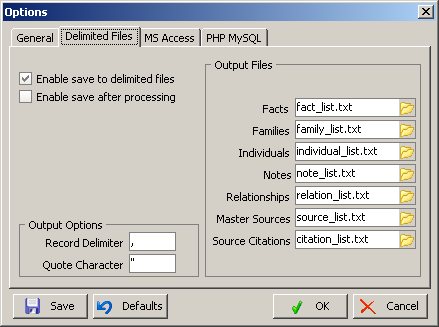 Options
General Delimited Files MS Access PHP MySQL
Enable save to delimited files
Enable save after processing
Output Files
Facts fact_list.txt
Families family_list.txt
Individuals individual_list.txt
Notes note_list.txt
Relationships relation_list.txt
Master Sources source_list.txt
Source Citations citation_list.txt
Output Options
Record Delimiter ,
Quote Character "
Save Defaults OK Cancel